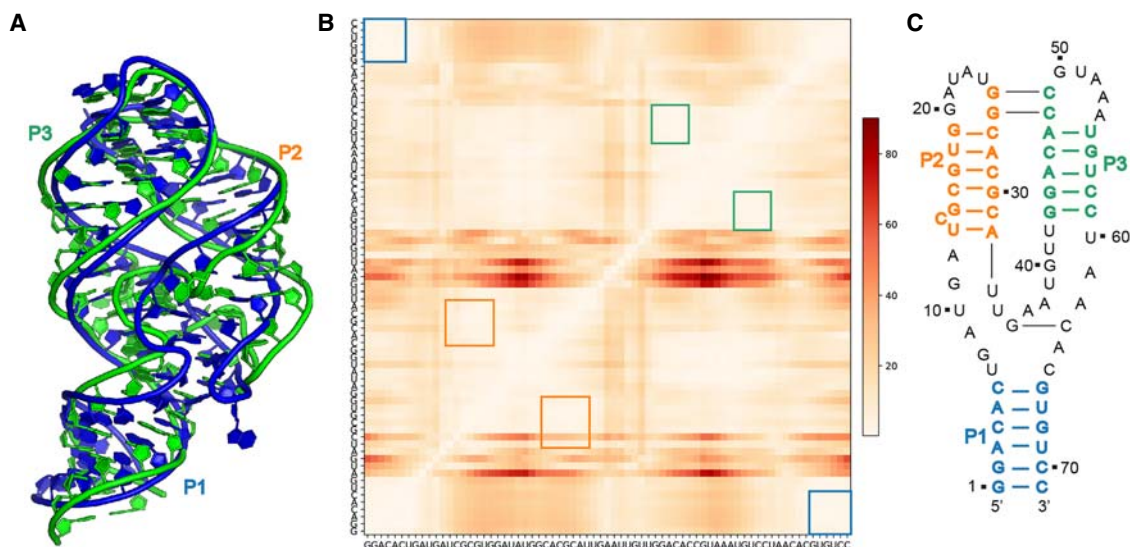 A
P3
P2
P1
B
80
60
40
20
GGACACUGAUGAUCGCGUGGAUAUGGCACGCAUUGAAUUGUUGGACACCGUAAAUGUCCUAACACGUGUCC
C
50
U A G U
A U G C A
20 G G C A A
G A A U
P2 U C C G P3
G A A U
C C G C 30
C G G G C
U A G C
A U U 60
G U 40 G A
10 U U G A U A A C
A A
G A
U C
C G
A U
P1 C G
A U
G C 70
1 G C
5' 3'